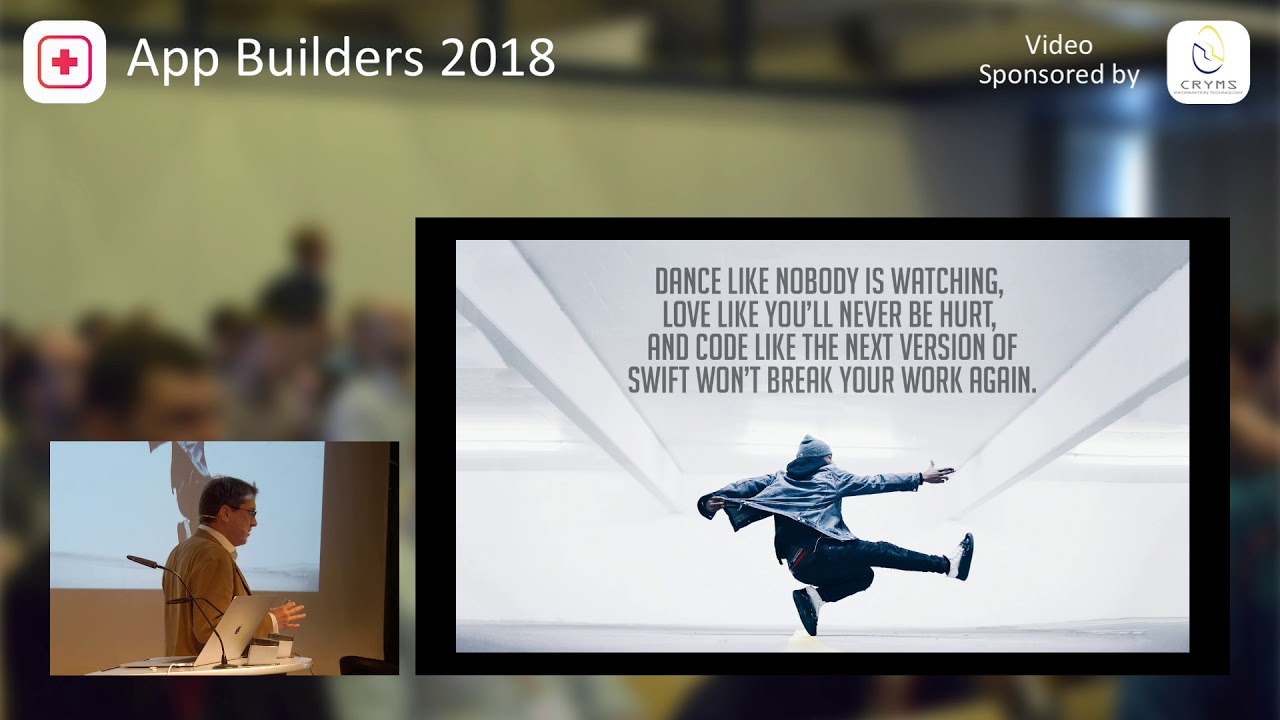 App Builders 2018
Video
Sponsored by
CRYMS
INFORMATION TECHNOLOGY
DANCE LIKE NOBODY IS WATCHING,
LOVE LIKE YOU'LL NEVER BE HURT,
AND CODE LIKE THE NEXT VERSION OF
SWIFT WON'T BREAK YOUR WORK AGAIN.